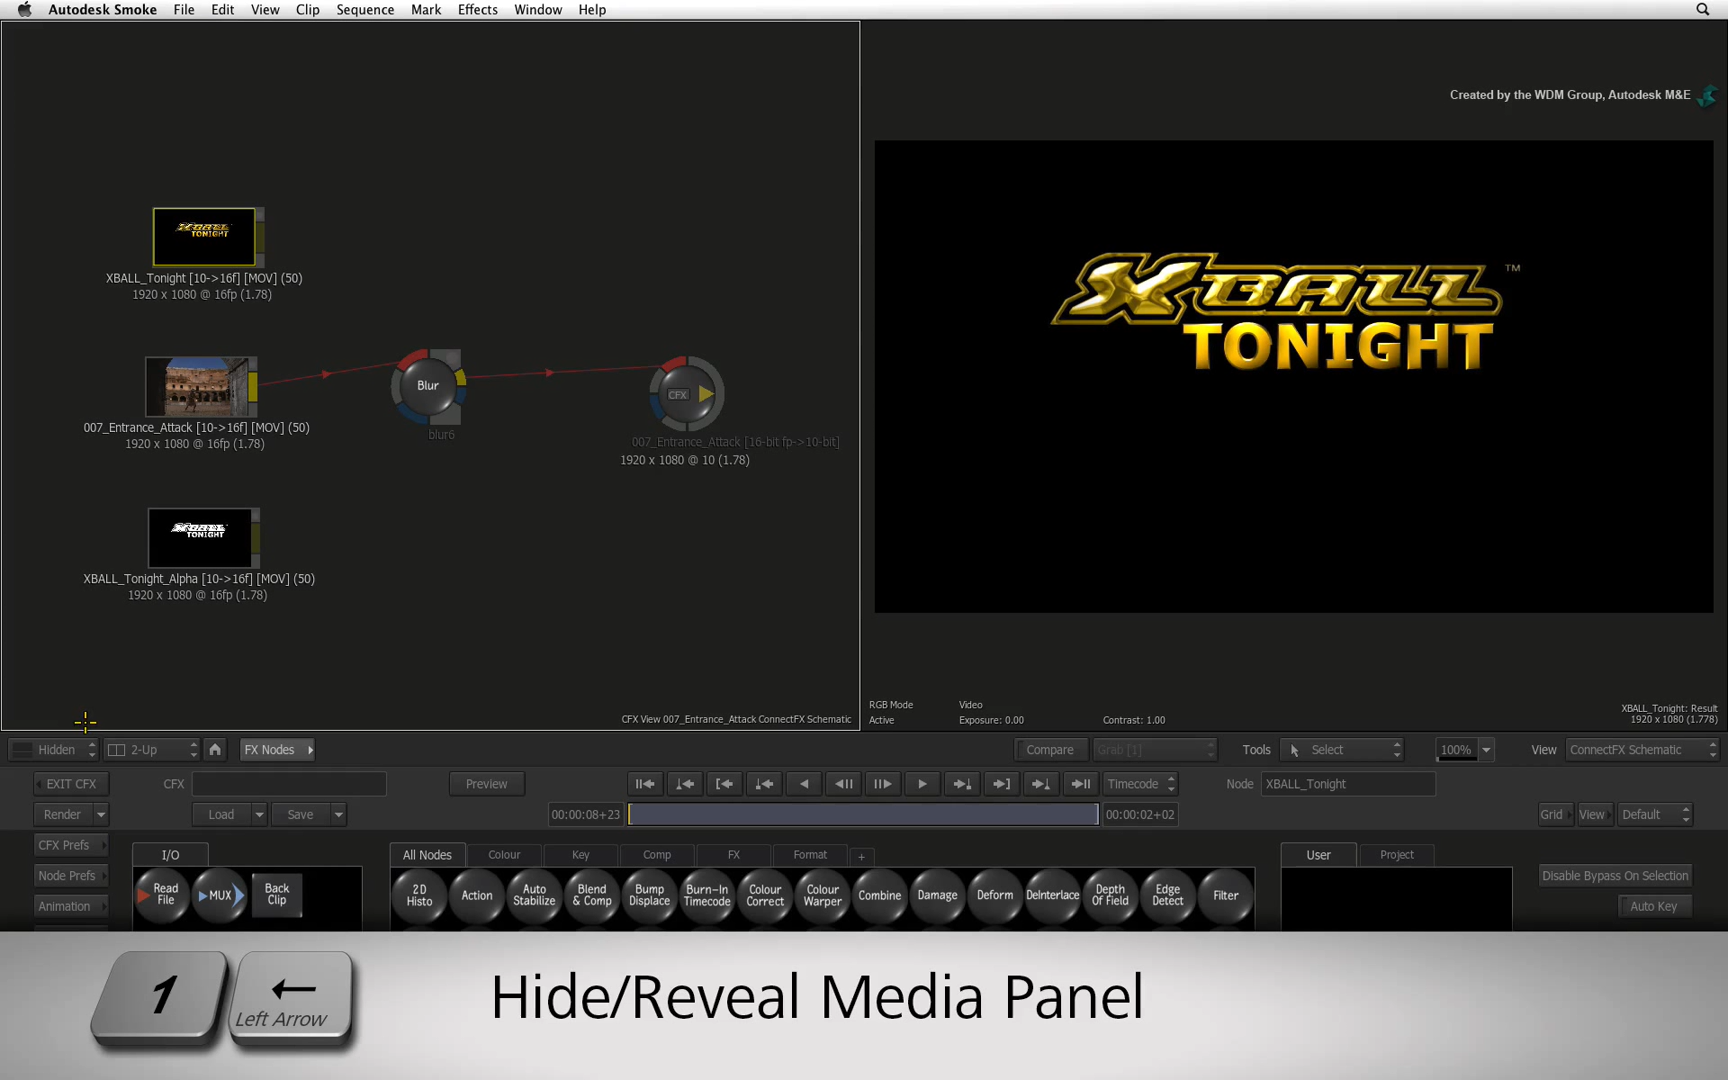 Autodesk Smoke File Edit View Clip Sequence Mark Effects Window Help
Created by the WDM Group, Autodesk M&E
XBALL
TONIGHT
XBALL_Tonight [10->16f] [MOV] (50)
1920 x 1080 @ 16fp (1.78)
XBALL ™
TONIGHT
Blur
blur6
CFX
007_Entrance_Attack [10->16f] [MOV] (50)
1920 x 1080 @ 16fp (1.78)
007_Entrance_Attack [16-bit fp->10-bit]
1920 x 1080 @ 10 (1.78)
XBALL
TONIGHT
XBALL_Tonight_Alpha [10->16f] [MOV] (50)
1920 x 1080 @ 16fp (1.78)
CFX View 007_Entrance_Attack ConnectFX Schematic
RGB Mode Video
Active Exposure: 0.00 Contrast: 1.00
XBALL_Tonight: Result
1920 x 1080 (1.778)
Hidden 2-Up FX Nodes Compare Grab [1] Tools Select 100% View ConnectFX Schematic
EXIT CFX CFX Preview Timecode Node XBALL_Tonight
Render Load Save 00:00:08+23 00:00:02+02 Grid View Default
CFX Prefs I/O All Nodes Colour Key Comp FX Format + User Project
Node Prefs Disable Bypass On Selection
Animation Auto Key
Read File MUX Back Clip
2D Histo Action Auto Stabilize Blend & Comp Bump Displace Burn-In Timecode Colour Correct Colour Warper Combine Damage Deform DeInterlace Depth Of Field Edge Detect Filter
1 ← Left Arrow Hide/Reveal Media Panel